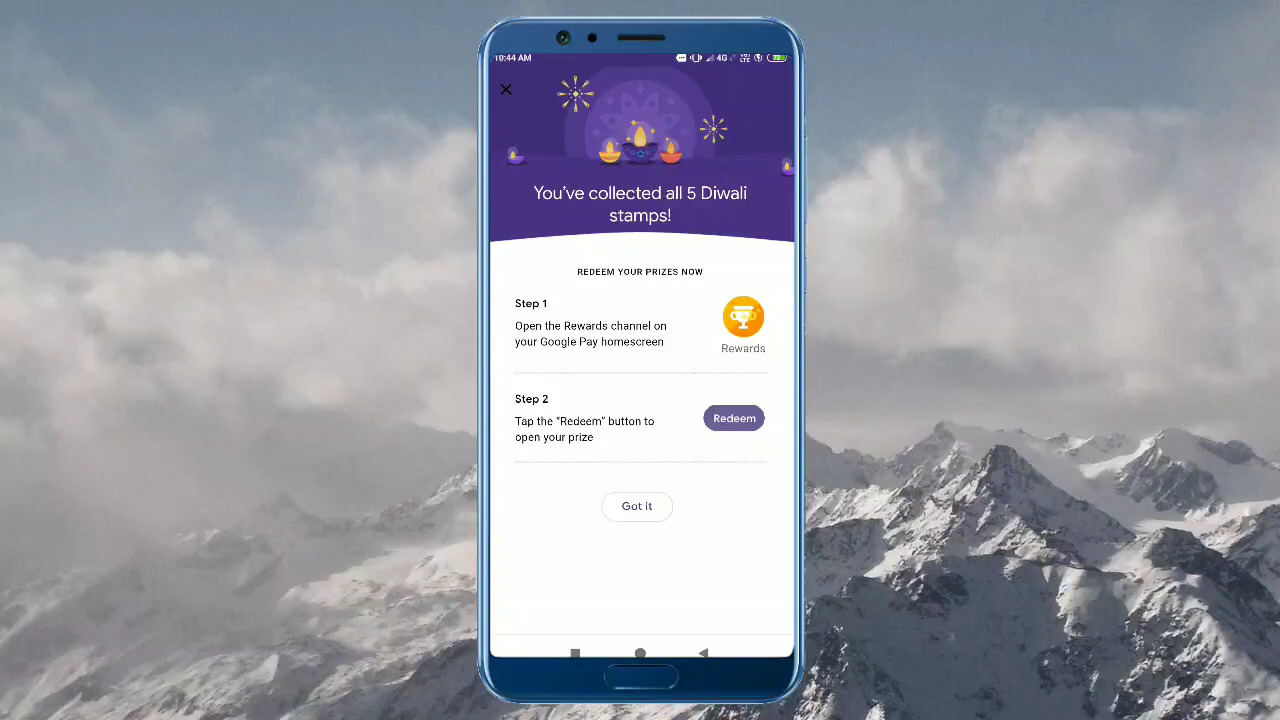 10:44 AM
4G
You've collected all 5 Diwali
stamps!
REDEEM YOUR PRIZES NOW
Step 1
Open the Rewards channel on
your Google Pay homescreen
Rewards
Step 2
Tap the “Redeem” button to
open your prize
Redeem
Got it